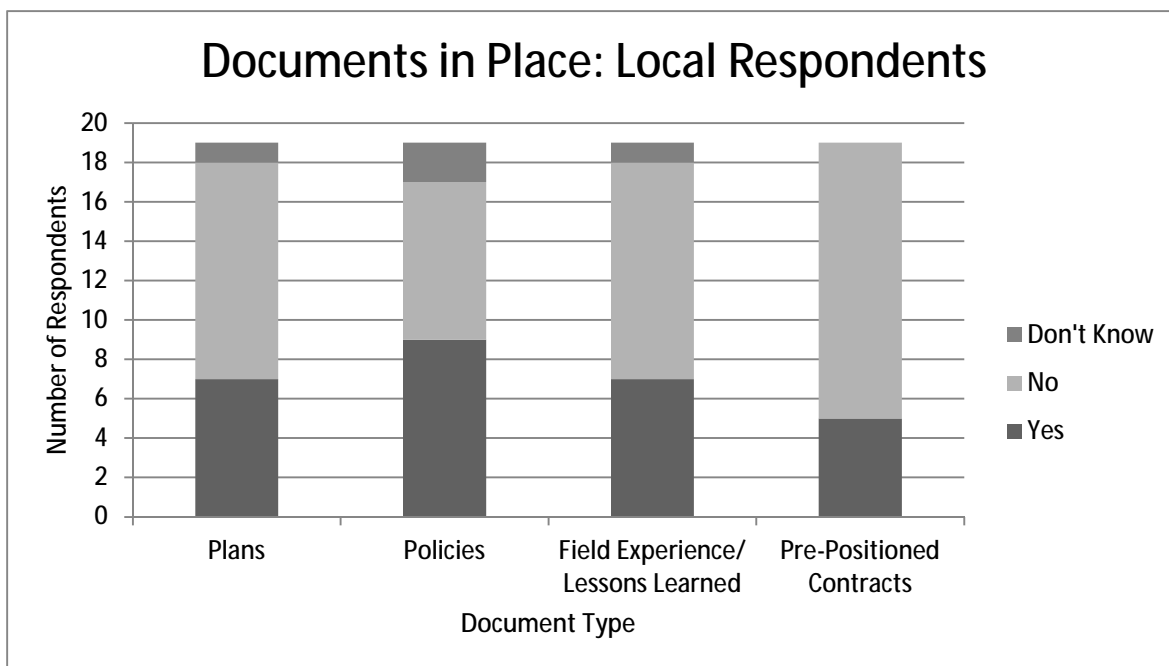 Documents in Place: Local Respondents
20
18
16
14
12
10
8
6
4
2
0
Number of Respondents
Plans
Policies
Field Experience/
Lessons Learned
Pre-Positioned
Contracts
Document Type
Don't Know
No
Yes